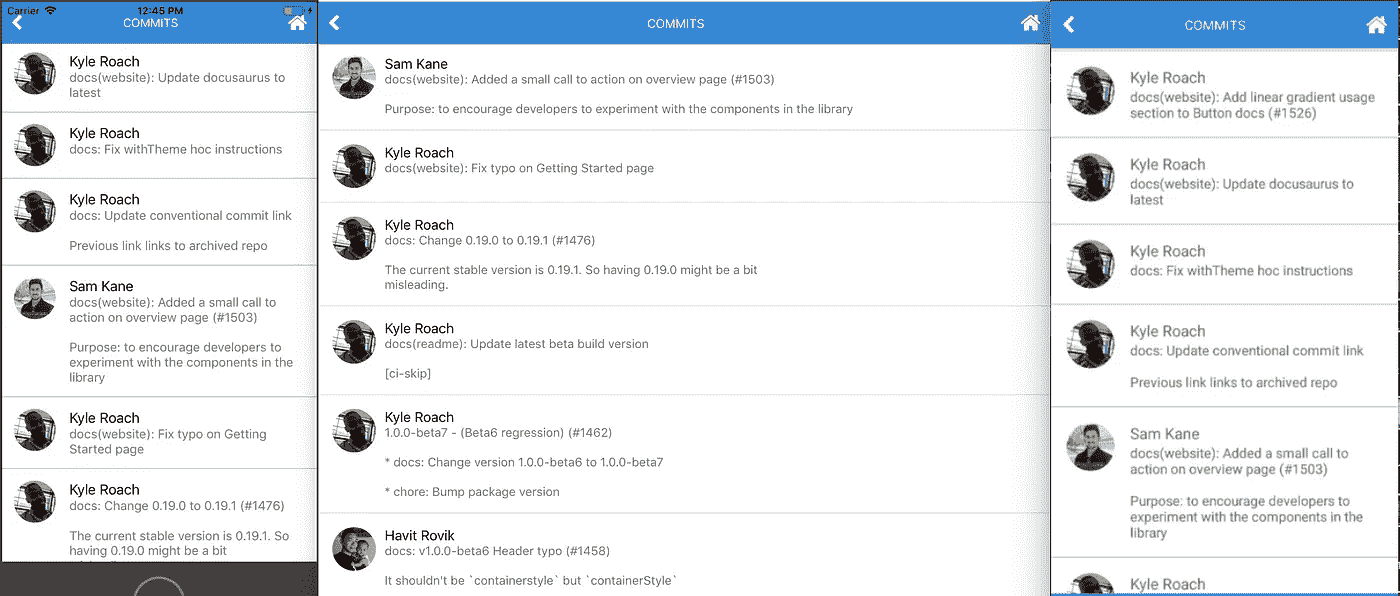 Carrier
12:45 PM
COMMITS
Kyle Roach
docs(website): Update docusaurus to
latest
Kyle Roach
docs: Fix withTheme hoc instructions
Kyle Roach
docs: Update conventional commit link
Previous link links to archived repo
Sam Kane
docs(website): Added a small call to
action on overview page (#1503)
Purpose: to encourage developers to
experiment with the components in the
library
Kyle Roach
docs(website): Fix typo on Getting
Started page
Kyle Roach
docs: Change 0.19.0 to 0.19.1 (#1476)
The current stable version is 0.19.1. So
having 0.19.0 might be a bit
COMMITS
Sam Kane
docs(website): Added a small call to action on overview page (#1503)
Purpose: to encourage developers to experiment with the components in the library
Kyle Roach
docs(website): Fix typo on Getting Started page
Kyle Roach
docs: Change 0.19.0 to 0.19.1 (#1476)
The current stable version is 0.19.1. So having 0.19.0 might be a bit
misleading.
Kyle Roach
docs(readme): Update latest beta build version
[ci-skip]
Kyle Roach
1.0.0-beta7 - (Beta6 regression) (#1462)
* docs: Change version 1.0.0-beta6 to 1.0.0-beta7
* chore: Bump package version
Havit Rovik
docs: v1.0.0-beta6 Header typo (#1458)
It shouldn't be `containerstyle` but `containerStyle`
COMMITS
Kyle Roach
docs(website): Add linear gradient usage
section to Button docs (#1526)
Kyle Roach
docs(website): Update docusaurus to
latest
Kyle Roach
docs: Fix withTheme hoc instructions
Kyle Roach
docs: Update conventional commit link
Previous link links to archived repo
Sam Kane
docs(website): Added a small call to
action on overview page (#1503)
Purpose: to encourage developers to
experiment with the components in the
library
Kyle Roach